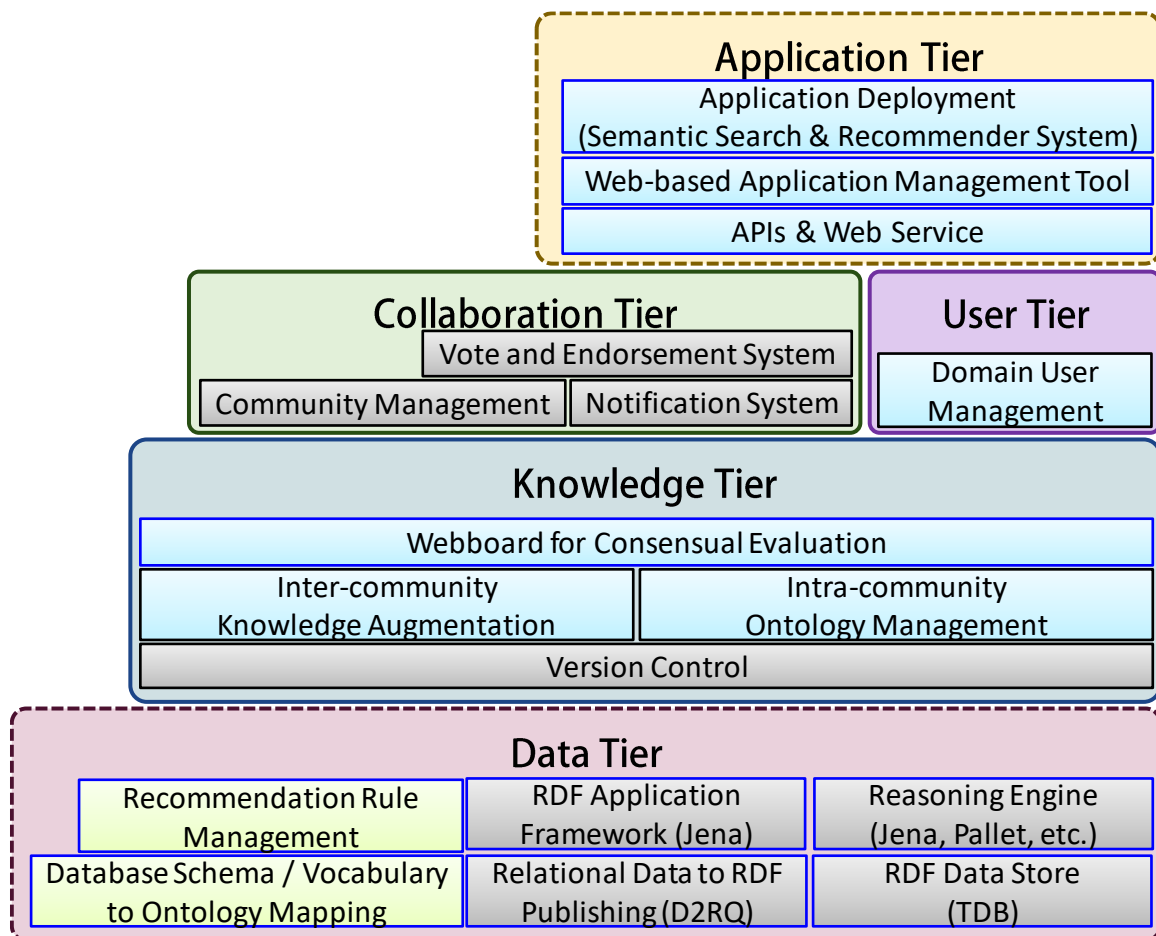 Application Tier
Application Deployment
(Semantic Search & Recommender System)
Web-based Application Management Tool
APIs & Web Service
Collaboration Tier
Vote and Endorsement System
Community Management
Notification System
User Tier
Domain User
Management
Knowledge Tier
Webboard for Consensual Evaluation
Inter-community
Knowledge Augmentation
Intra-community
Ontology Management
Version Control
Data Tier
Recommendation Rule
Management
RDF Application
Framework (Jena)
Reasoning Engine
(Jena, Pallet, etc.)
Database Schema / Vocabulary
to Ontology Mapping
Relational Data to RDF
Publishing (D2RQ)
RDF Data Store
(TDB)